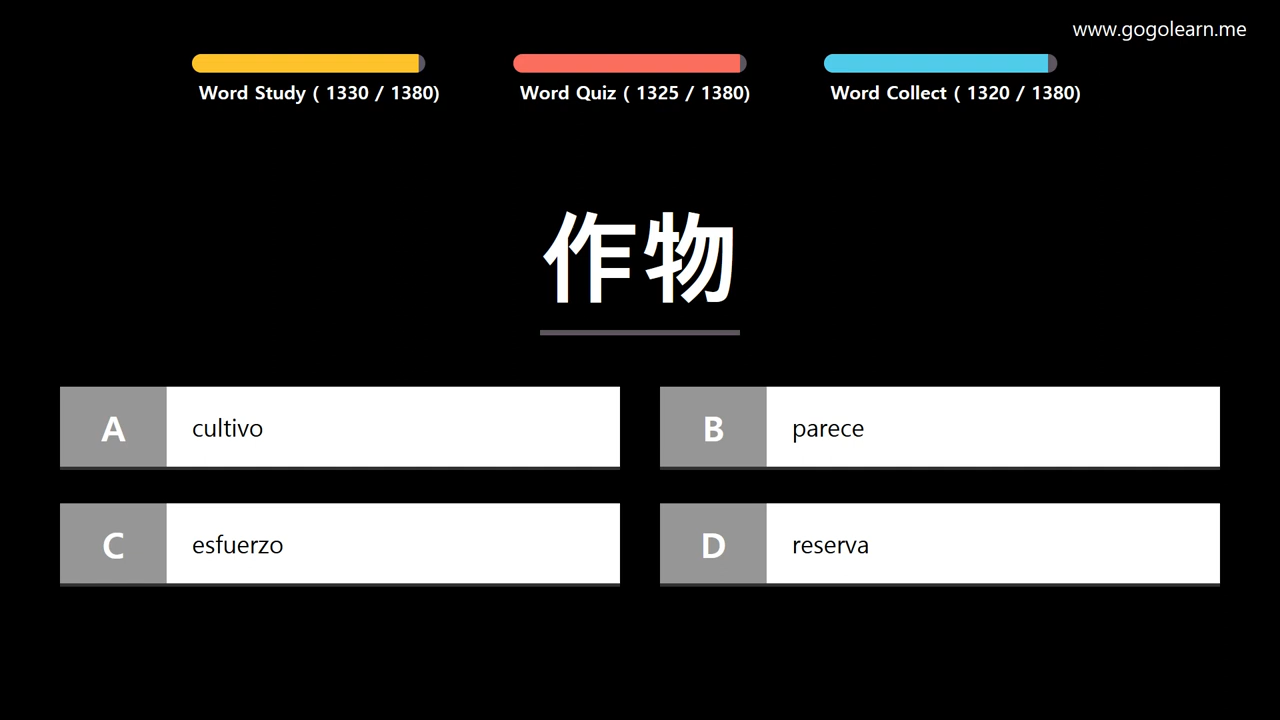 www.gogolearn.me
Word Study ( 1330 / 1380)
Word Quiz ( 1325 / 1380)
Word Collect ( 1320 / 1380)
作物
A cultivo
B parece
C esfuerzo
D reserva